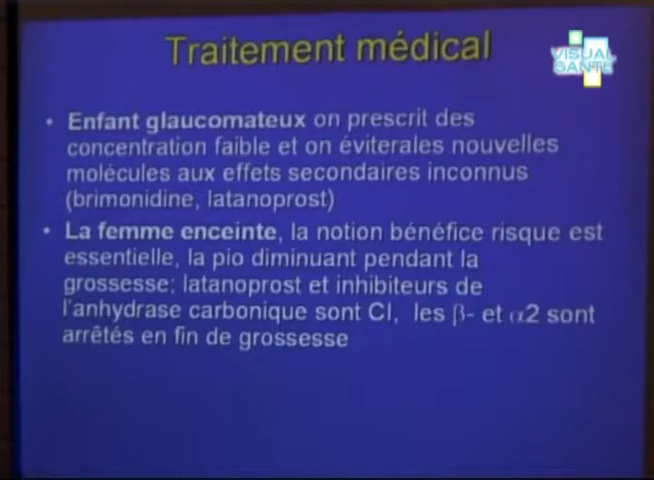 Traitement médical
VISUAL
SANTE
• Enfant glaucomateux on prescrit des
concentration faible et on éviterales nouvelles
molécules aux effets secondaires inconnus
(brimonidine, latanoprost)
• La femme enceinte, la notion bénéfice risque est
essentielle, la pio diminuant pendant la
grossesse; latanoprost et inhibiteurs de
l'anhydrase carbonique sont CI, les β- et α2 sont
arrêtés en fin de grossesse